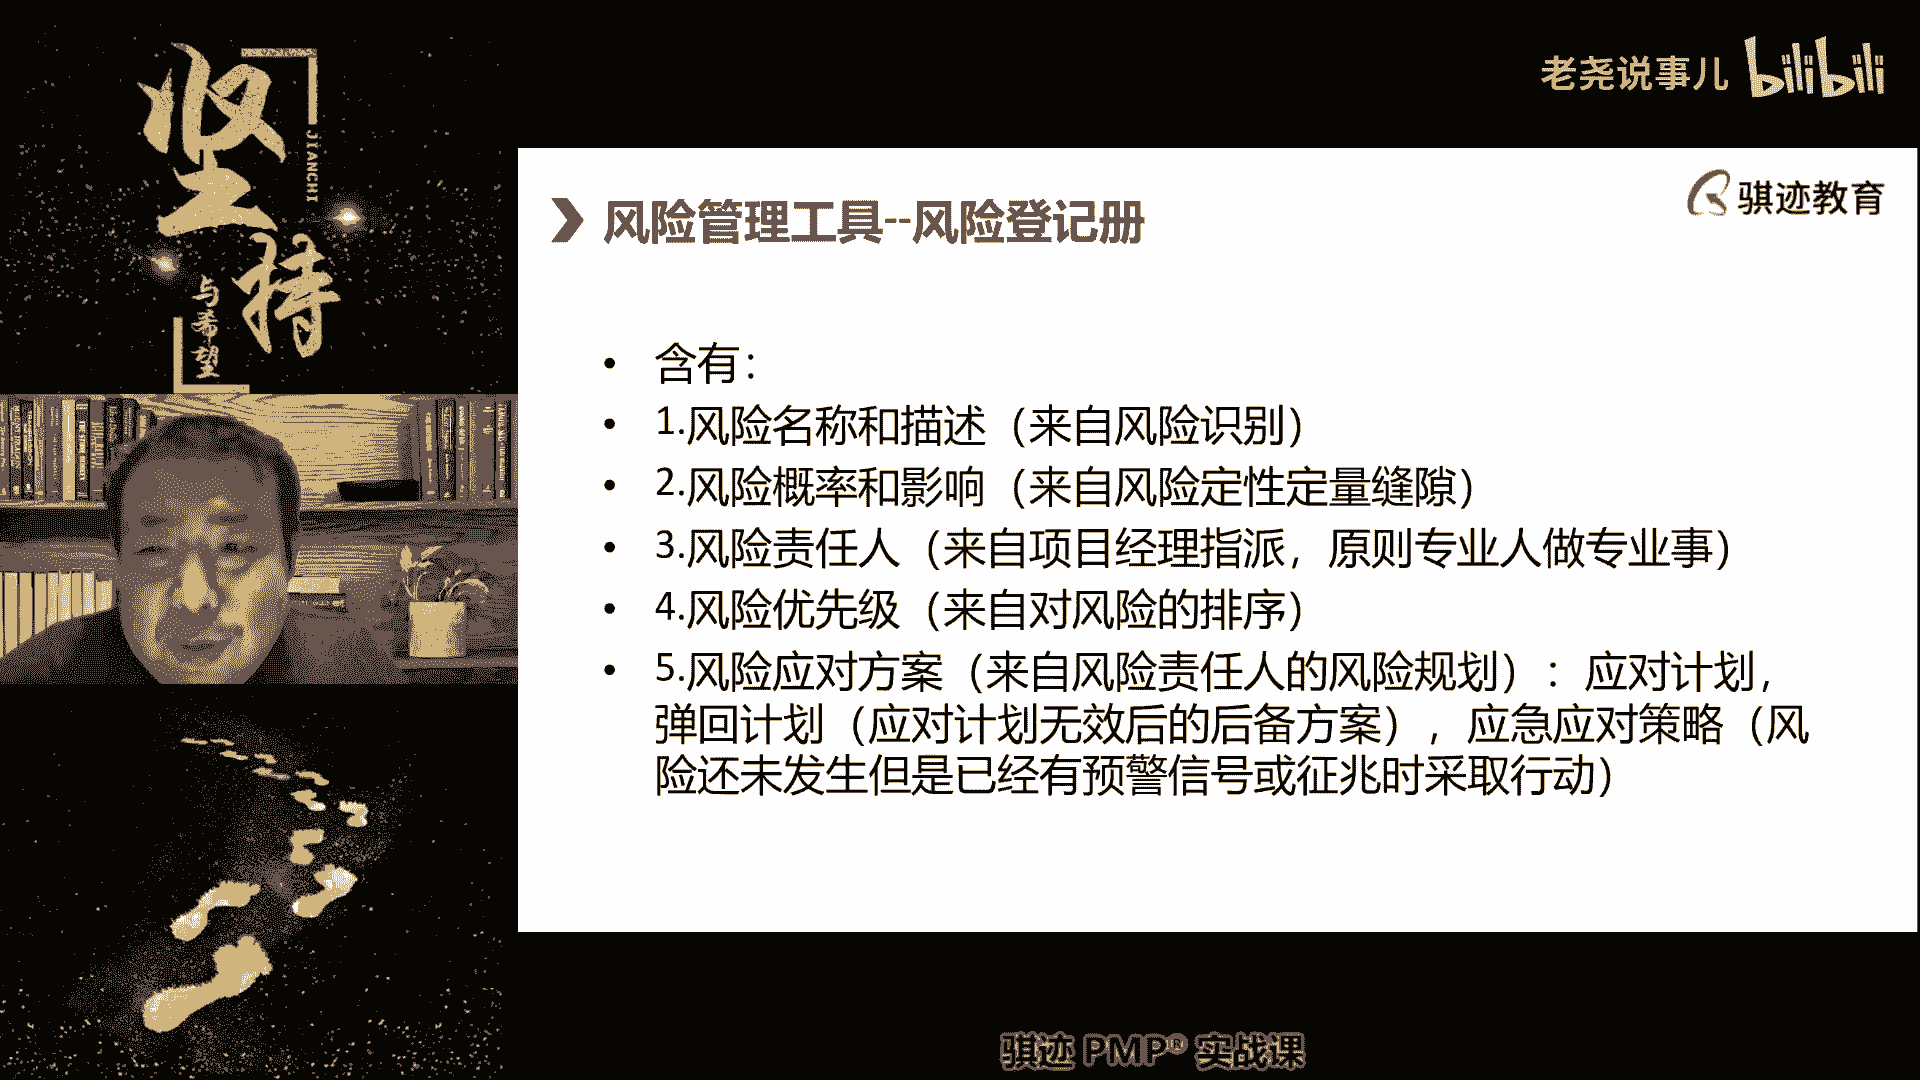 坚持
JIANCHI
与希望
老尧说事儿 bilibili
骐迹教育
风险管理工具--风险登记册
• 含有：
• 1.风险名称和描述（来自风险识别）
• 2.风险概率和影响（来自风险定性定量缝隙）
• 3.风险责任人（来自项目经理指派，原则专业人做专业事）
• 4.风险优先级（来自对风险的排序）
• 5.风险应对方案（来自风险责任人的风险规划）：应对计划，
弹回计划（应对计划无效后的后备方案），应急应对策略（风
险还未发生但是已经有预警信号或征兆时采取行动）
骐迹 PMP® 实战课